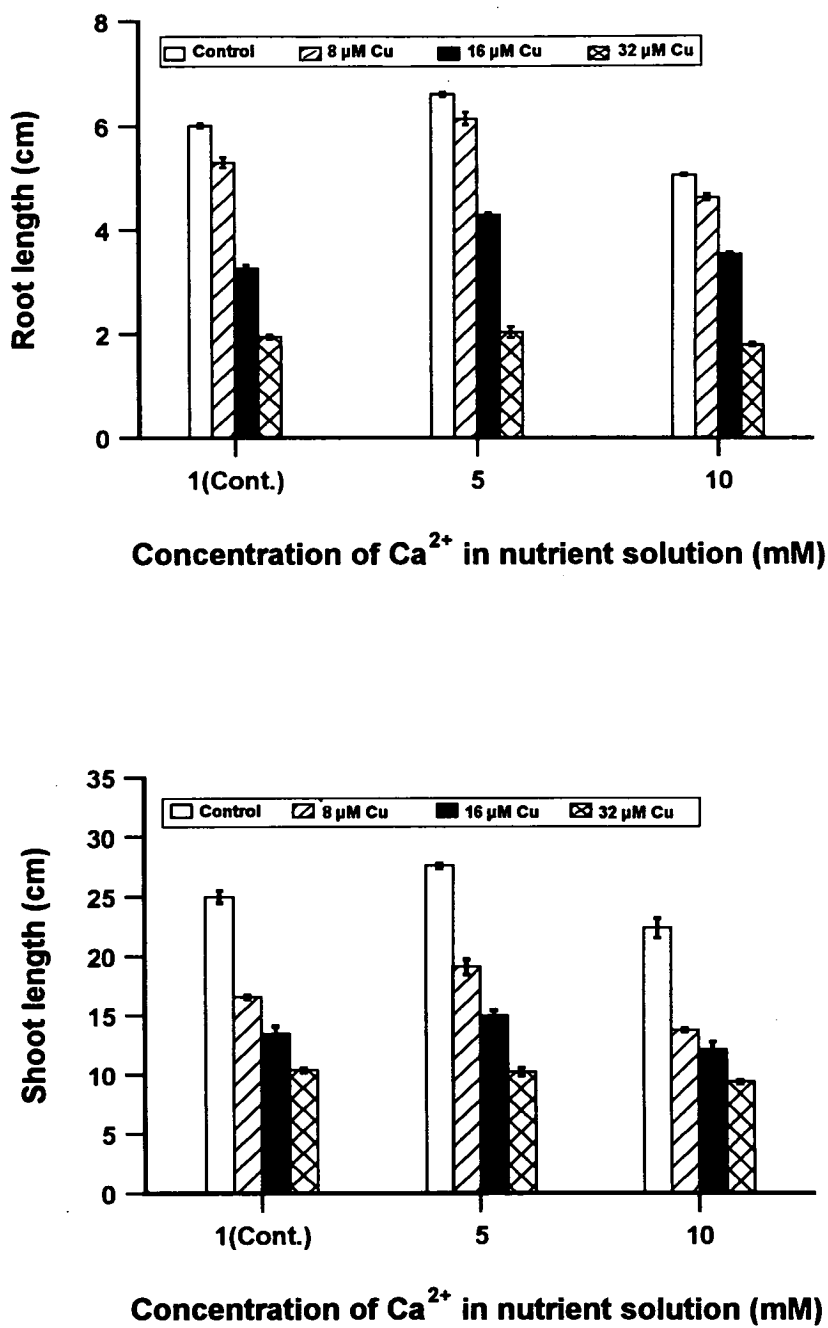 8
Control 8 µM Cu 16 µM Cu 32 µM Cu
6
4
2
0
Root length (cm)
1(Cont.) 5 10
Concentration of Ca²⁺ in nutrient solution (mM)
35
Control 8 µM Cu 16 µM Cu 32 µM Cu
30
25
20
15
10
5
0
Shoot length (cm)
1(Cont.) 5 10
Concentration of Ca²⁺ in nutrient solution (mM)